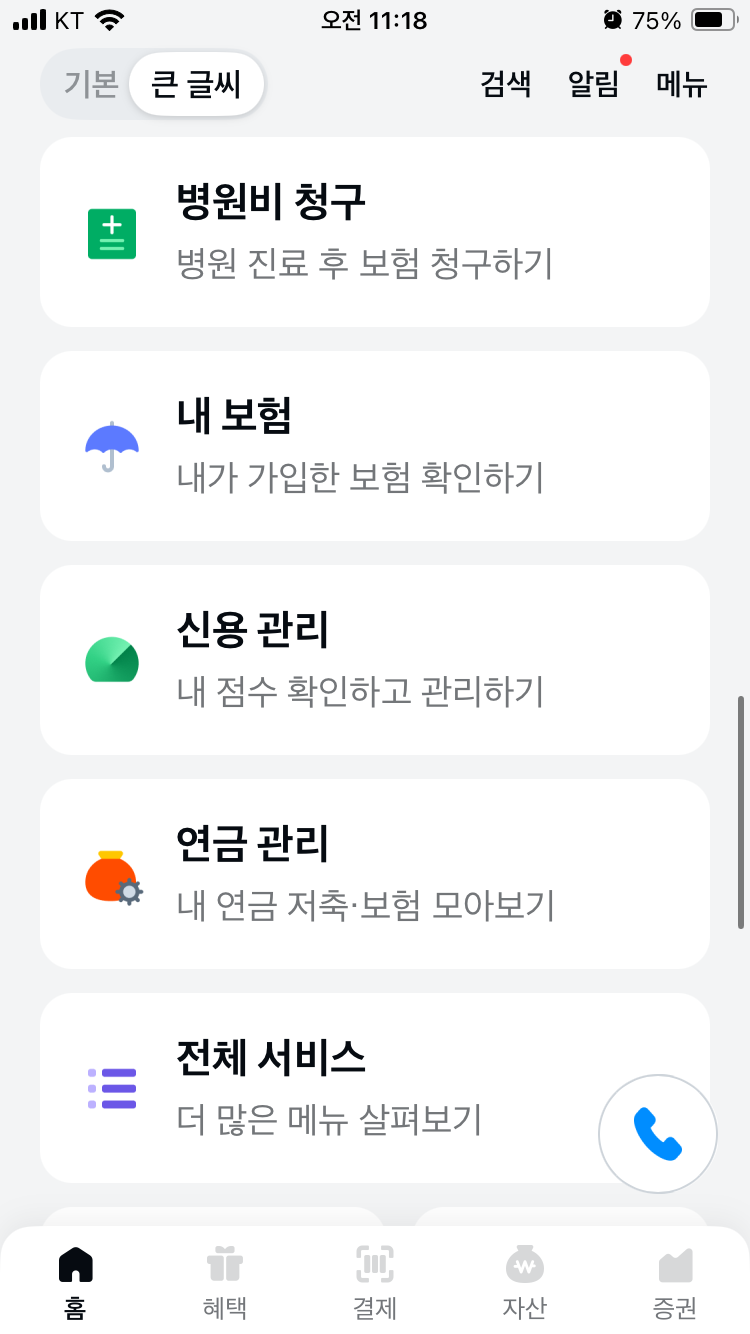 KT 오전 11:18 75%
기본 큰 글씨 검색 알림 메뉴
병원비 청구
병원 진료 후 보험 청구하기
내 보험
내가 가입한 보험 확인하기
신용 관리
내 점수 확인하고 관리하기
연금 관리
내 연금 저축·보험 모아보기
전체 서비스
더 많은 메뉴 살펴보기
홈 혜택 결제 자산 증권